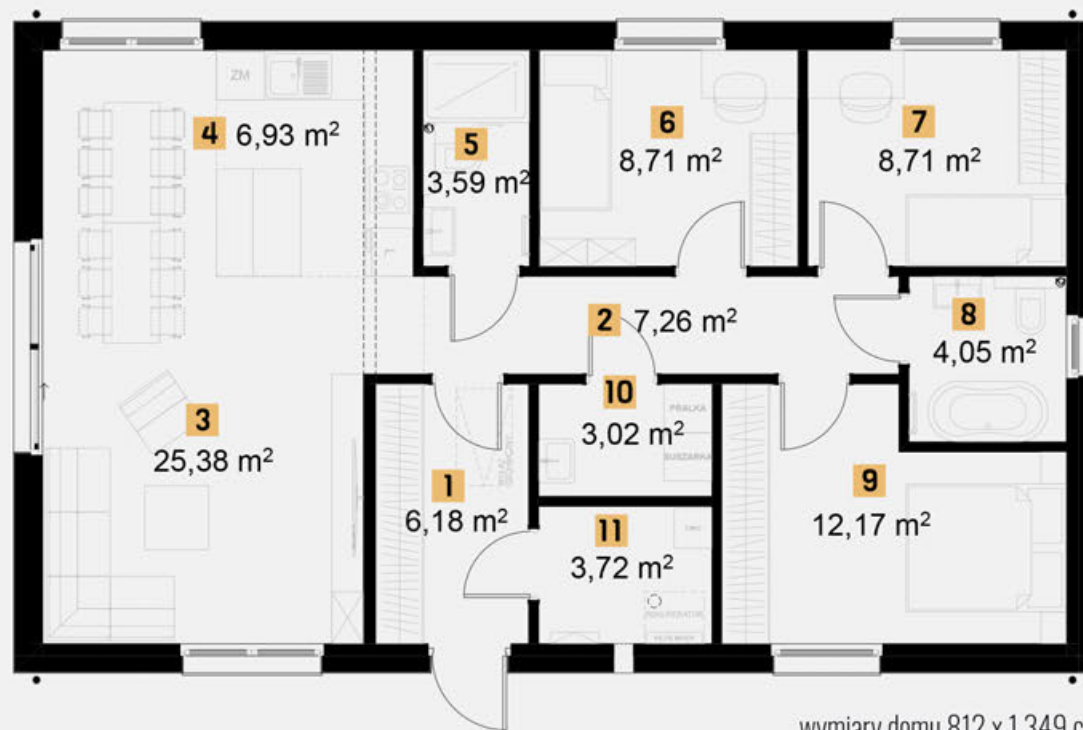 ZM
4 6,93 m²
5
3,59 m²
6
8,71 m²
7
8,71 m²
L
2 7,26 m²
8
4,05 m²
3
25,38 m²
10
3,02 m²
PRALKA
SUSZARKA
1
6,18 m²
11
3,72 m²
9
12,17 m²
wymiary domu 812 x 1 349 c